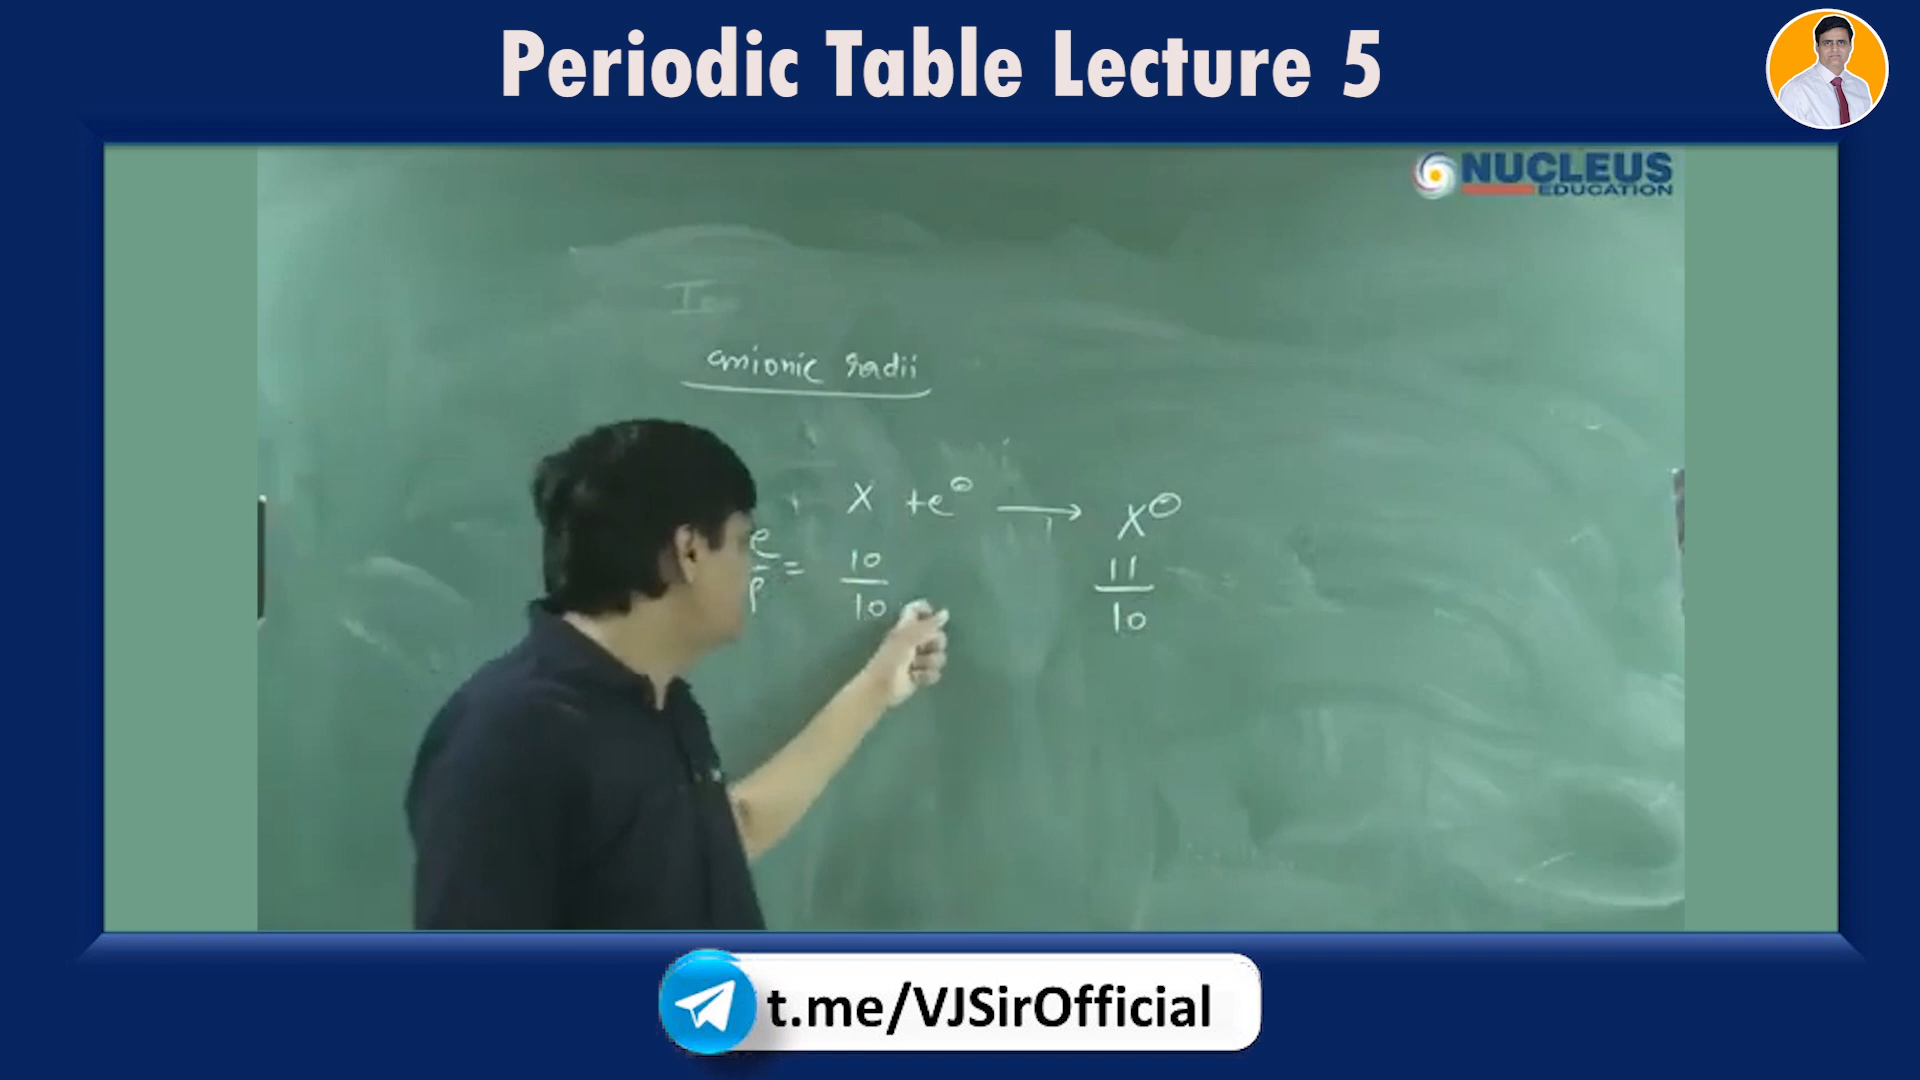 Periodic Table Lecture 5
NUCLEUS
EDUCATION
anionic radii
X +e⊖ ⟶ X⊖
e/p = 10/10 11/10
t.me/VJSirOfficial